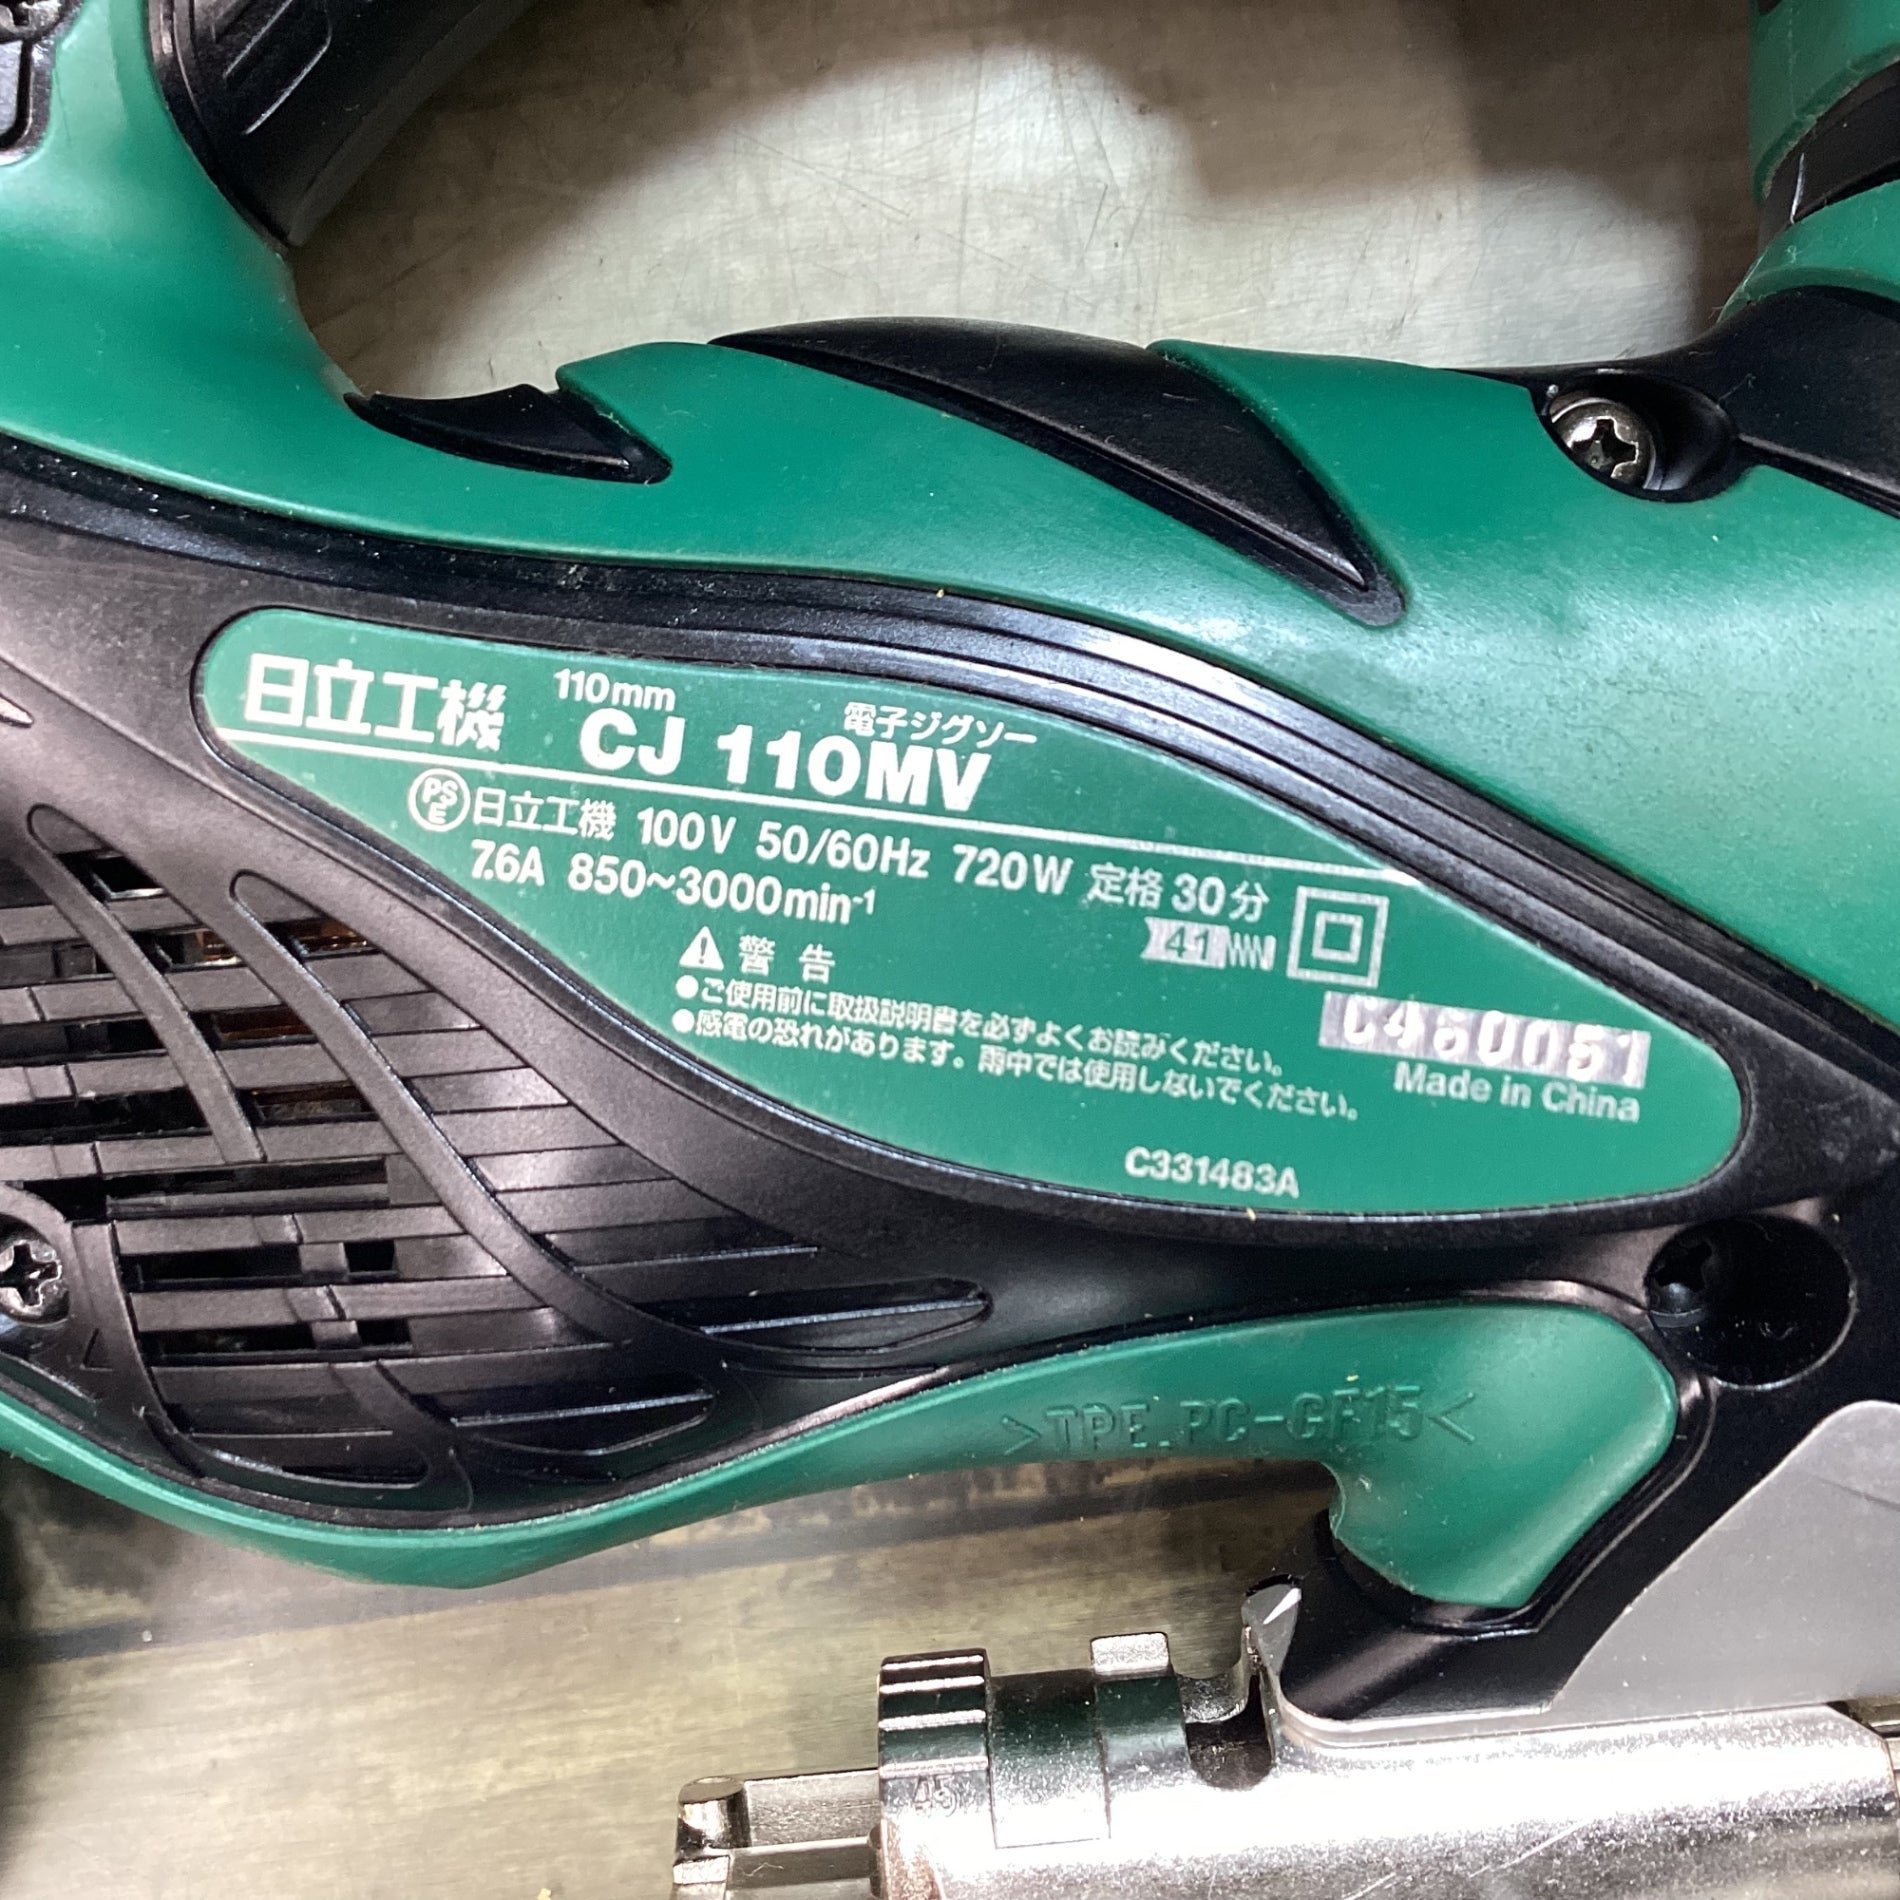 日立工機 110mm CJ 110MV 電子ジグソー
PSE 日立工機 100V 50/60Hz 720W 定格30分
7.6A 850~3000min-1
41
警告
●ご使用前に取扱説明書を必ずよくお読みください。
●感電の恐れがあります。雨中では使用しないでください。
C450051
Made in China
C331483A
>TPE.PC-GF15<
45